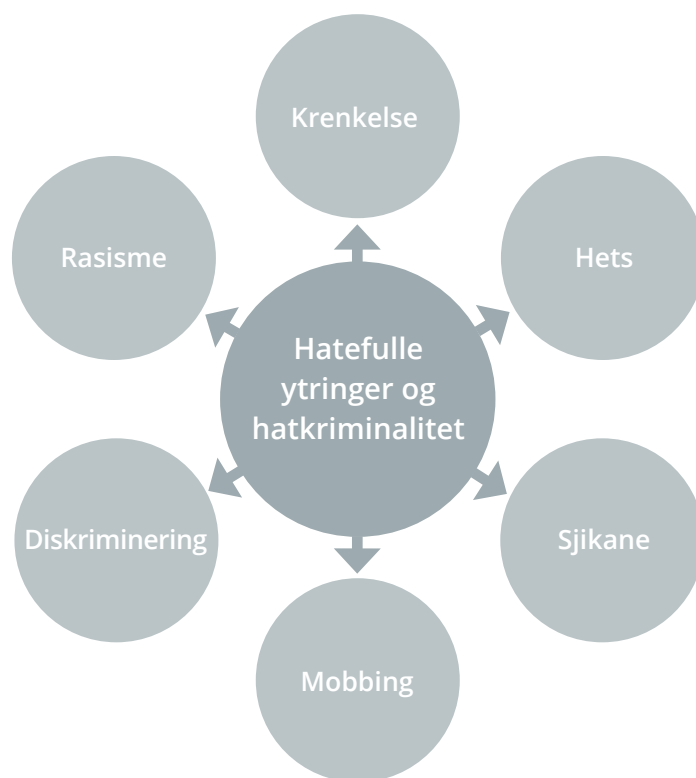 Krenkelse
Rasisme
Hets
Hatefulle
ytringer og
hatkriminalitet
Diskriminering
Sjikane
Mobbing